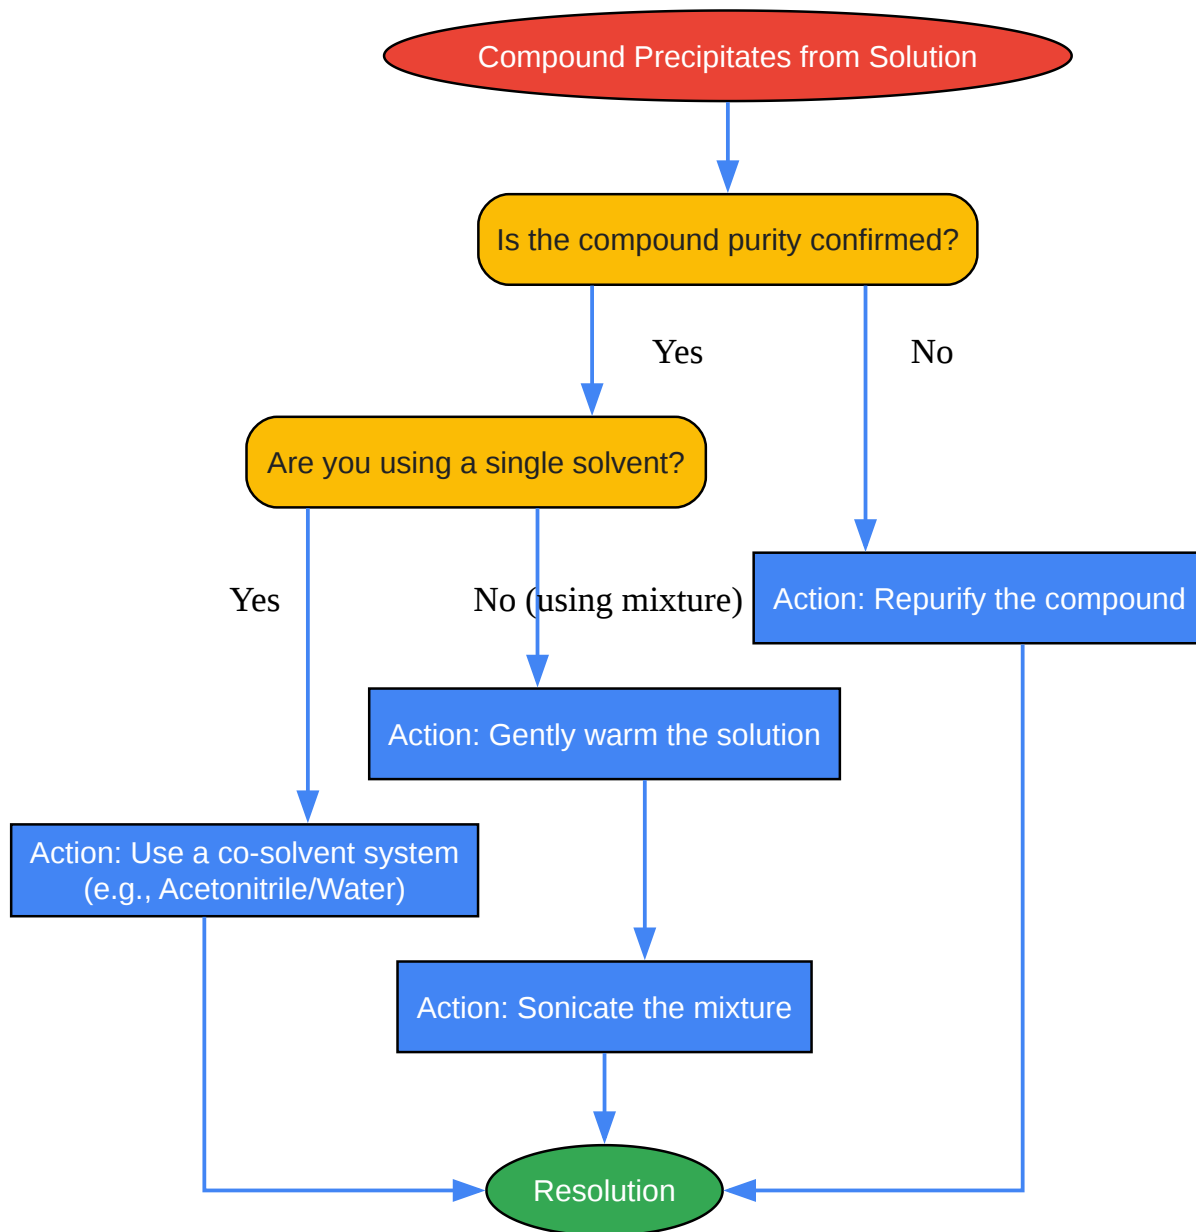 Compound Precipitates from Solution
Is the compound purity confirmed?
Yes
No
Are you using a single solvent?
Yes
No (using mixture)
Action: Repurify the compound
Action: Gently warm the solution
Action: Use a co-solvent system
(e.g., Acetonitrile/Water)
Action: Sonicate the mixture
Resolution